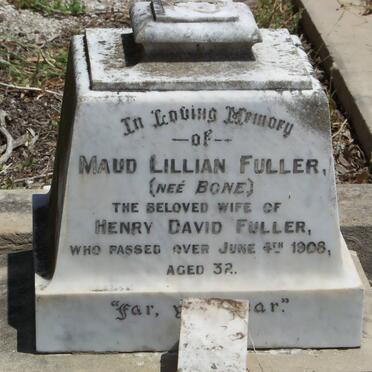 In Loving Memory
— of —
MAUD LILLIAN FULLER,
(NEÉ BONE)
THE BELOVED WIFE OF
HENRY DAVID FULLER,
WHO PASSED OVER JUNE 4TH 1908,
AGED 32.
"Far, ar."